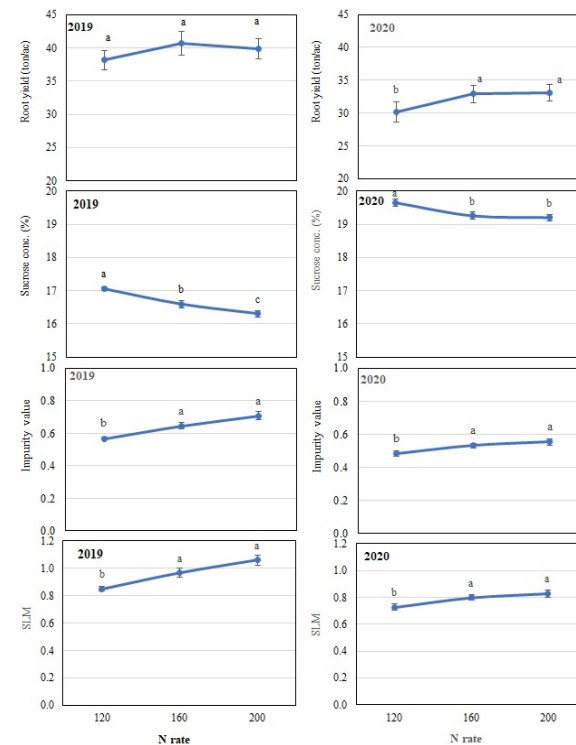 2019
Root yield (ton/ac)
45
40
35
30
25
20
a
a
a
2020
Root yield (ton/ac)
45
40
35
30
25
20
b
a
a
2019
Sucrose conc. (%)
20
19
18
17
16
15
a
b
c
2020
Sucrose conc. (%)
20
19
18
17
16
15
a
b
b
2019
Impurity value
1.0
0.8
0.6
0.4
0.2
0.0
b
a
a
2020
Impurity value
1.0
0.8
0.6
0.4
0.2
0.0
b
a
a
2019
SLM
1.2
1.0
0.8
0.6
0.4
0.2
0.0
b
a
a
120 160 200
N rate
2020
SLM
1.2
1.0
0.8
0.6
0.4
0.2
0.0
b
a
a
120 160 200
N rate